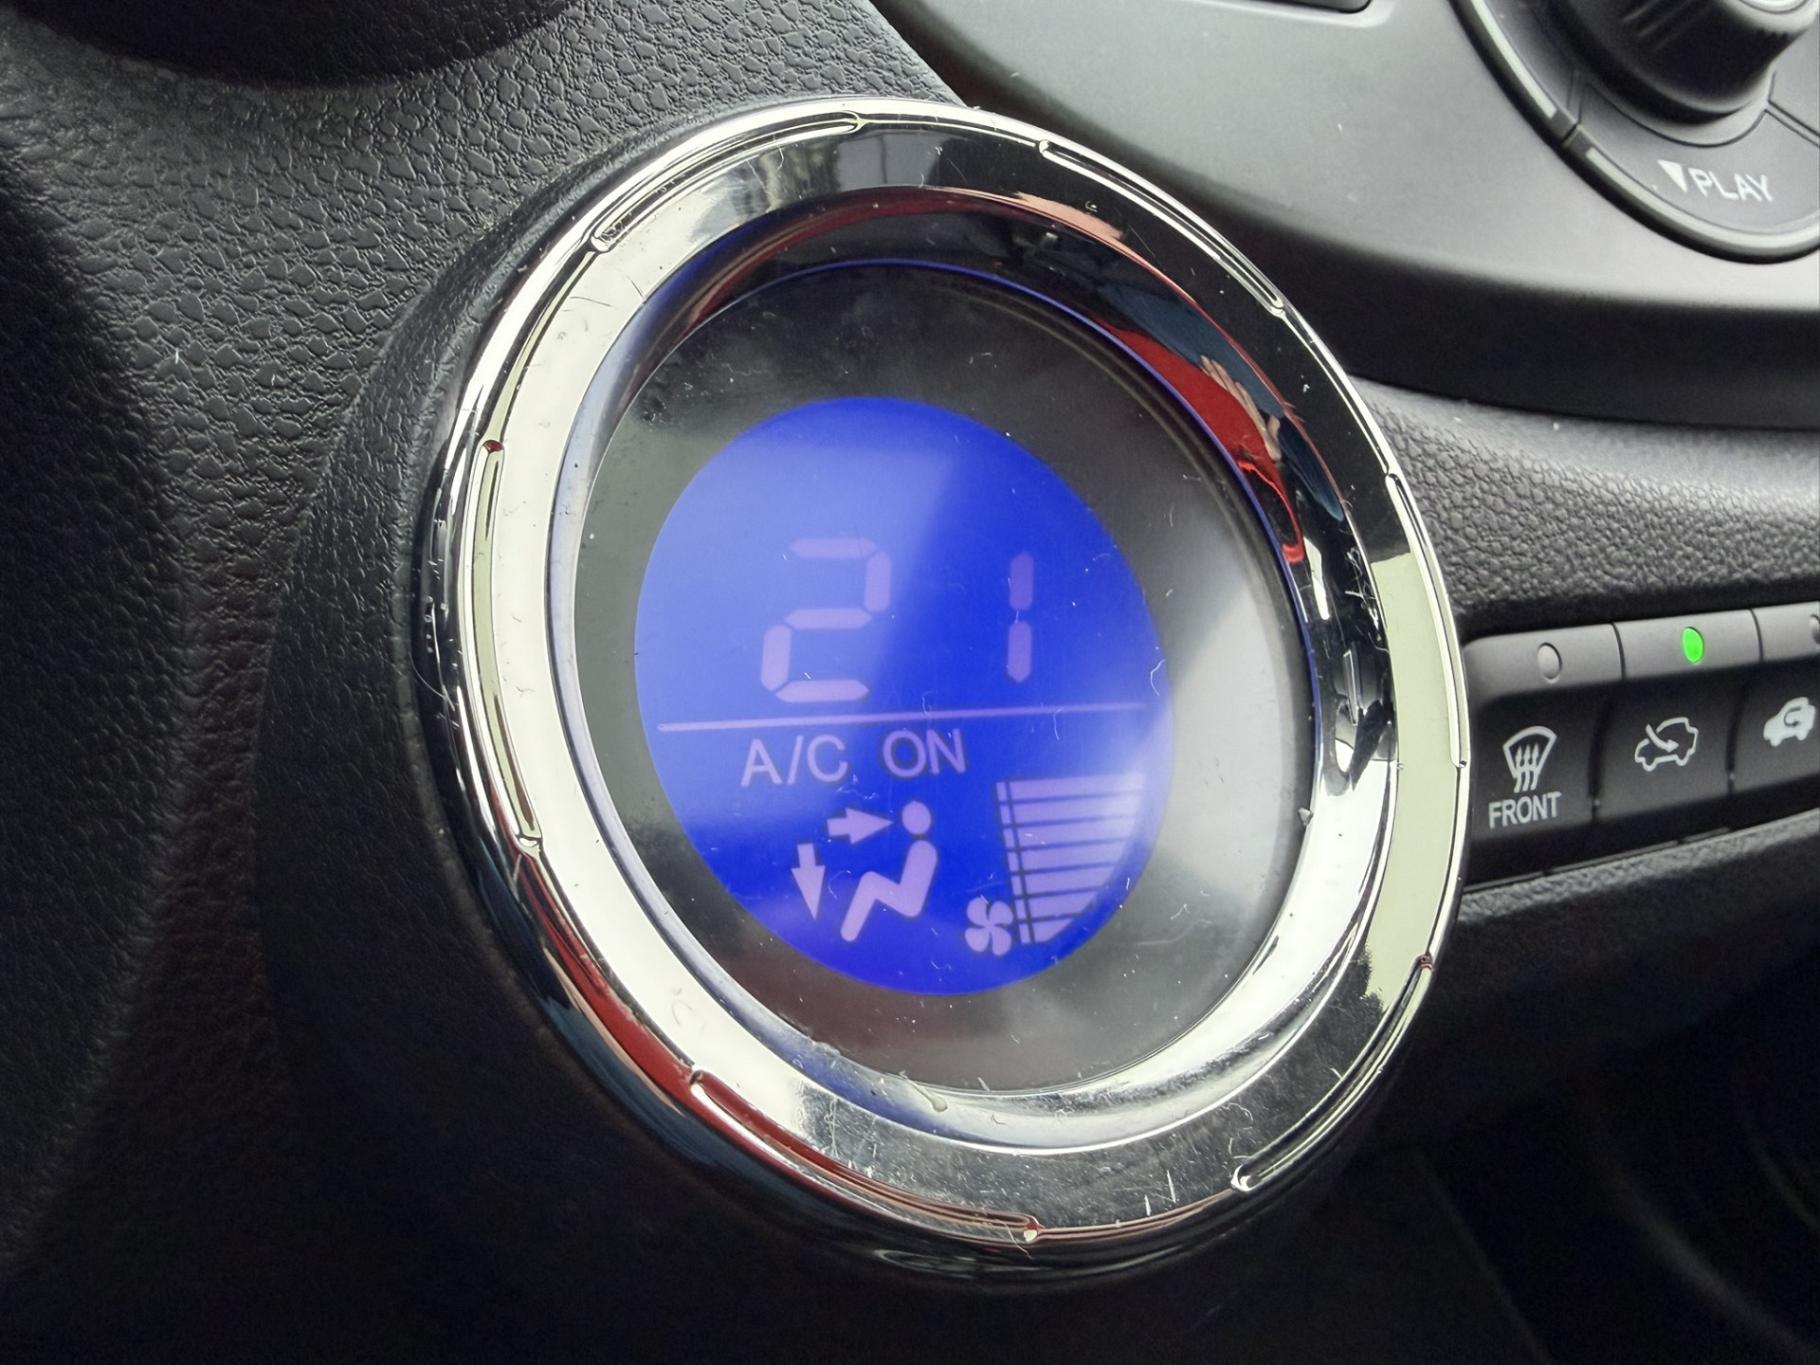 ▼PLAY
21
A/C ON
FRONT